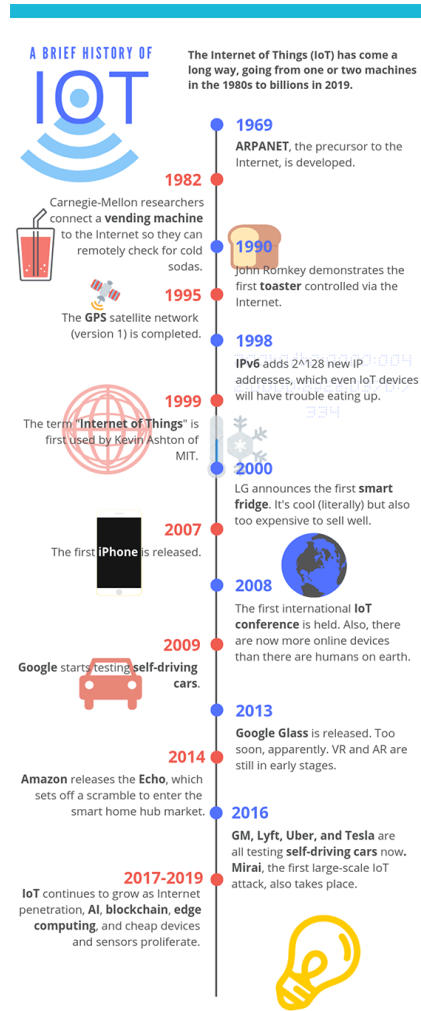 A BRIEF HISTORY OF
IOT
The Internet of Things (IoT) has come a
long way, going from one or two machines
in the 1980s to billions in 2019.
1969
ARPANET, the precursor to the
Internet, is developed.
1982
Carnegie-Mellon researchers
connect a vending machine
to the Internet so they can
remotely check for cold
sodas.
1990
John Romkey demonstrates the
first toaster controlled via the
Internet.
1995
The GPS satellite network
(version 1) is completed.
1998
IPv6 adds 2^128 new IP
addresses, which even IoT devices
will have trouble eating up.
334
1999
The term "Internet of Things" is
first used by Kevin Ashton of
MIT.
2000
LG announces the first smart
fridge. It's cool (literally) but also
too expensive to sell well.
2007
The first iPhone is released.
2008
The first international IoT
conference is held. Also, there
are now more online devices
than there are humans on earth.
2009
Google starts testing self-driving
cars.
2013
Google Glass is released. Too
soon, apparently. VR and AR are
still in early stages.
2014
Amazon releases the Echo, which
sets off a scramble to enter the
smart home hub market.
2016
GM, Lyft, Uber, and Tesla are
all testing self-driving cars now.
Mirai, the first large-scale IoT
attack, also takes place.
2017-2019
IoT continues to grow as Internet
penetration, AI, blockchain, edge
computing, and cheap devices
and sensors proliferate.